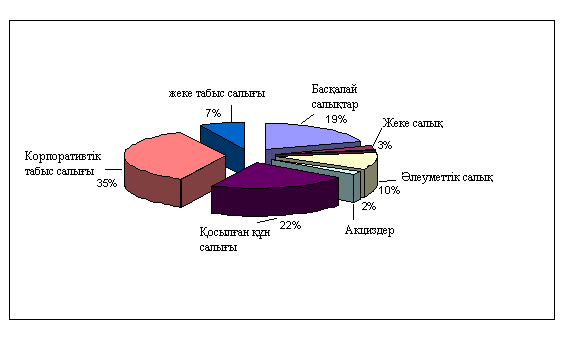 жеке табыс салығы
7%
Басқалай
салықтар
19%
Жеке салық
3%
Корпоративтік
табыс салығы
35%
Әлеуметтік салық
10%
2%
Акциздер
Қосылған құн
салығы
22%